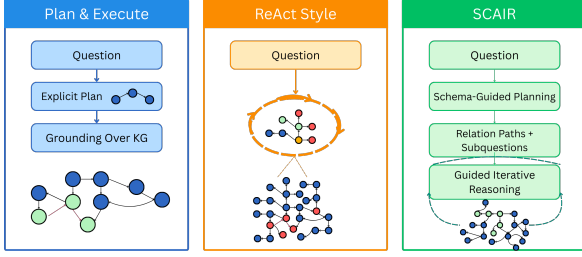 Plan & Execute
Question
Explicit Plan
Grounding Over KG
ReAct Style
Question
SCAIR
Question
Schema-Guided Planning
Relation Paths +
Subquestions
Guided Iterative
Reasoning